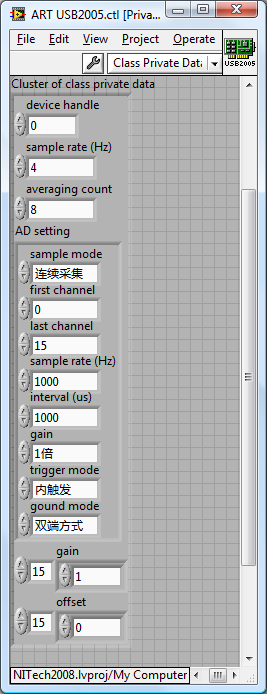 ART USB2005.ctl [Priva...
File Edit View Project Operate
Class Private Data
USB2005
Cluster of class private data
device handle
0
sample rate (Hz)
4
averaging count
8
AD setting
sample mode
连续采集
first channel
0
last channel
15
sample rate (Hz)
1000
interval (us)
1000
gain
1倍
trigger mode
内触发
gound mode
双端方式
gain
15 1
offset
15 0
NITech2008.lvproj/My Computer